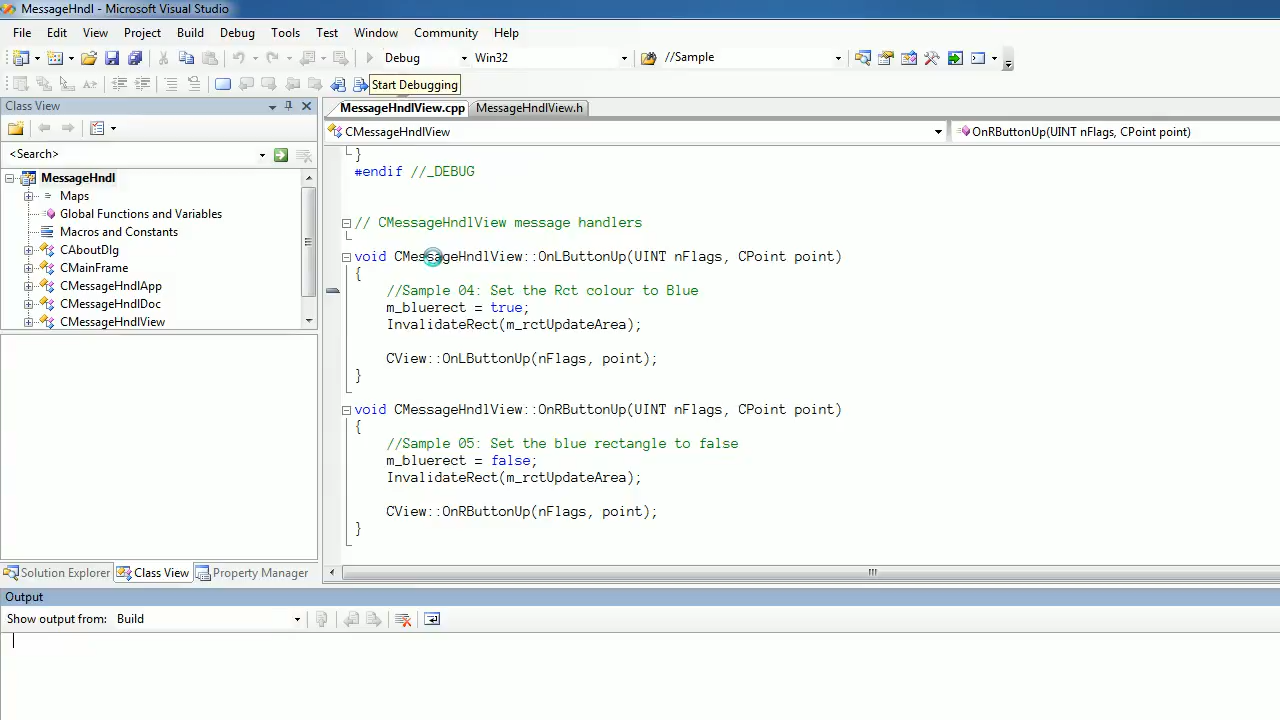 MessageHndl - Microsoft Visual Studio
File Edit View Project Build Debug Tools Test Window Community Help
Debug Win32 //Sample
Start Debugging
Class View
MessageHndlView.cpp MessageHndlView.h
CMessageHndlView OnRButtonUp(UINT nFlags, CPoint point)
<Search>
MessageHndl
Maps
Global Functions and Variables
Macros and Constants
CAboutDlg
CMainFrame
CMessageHndlApp
CMessageHndlDoc
CMessageHndlView
}
#endif //_DEBUG
// CMessageHndlView message handlers
void CMessageHndlView::OnLButtonUp(UINT nFlags, CPoint point)
{
//Sample 04: Set the Rct colour to Blue
m_bluerect = true;
InvalidateRect(m_rctUpdateArea);
CView::OnLButtonUp(nFlags, point);
}
void CMessageHndlView::OnRButtonUp(UINT nFlags, CPoint point)
{
//Sample 05: Set the blue rectangle to false
m_bluerect = false;
InvalidateRect(m_rctUpdateArea);
CView::OnRButtonUp(nFlags, point);
}
Solution Explorer Class View Property Manager
Output
Show output from: Build